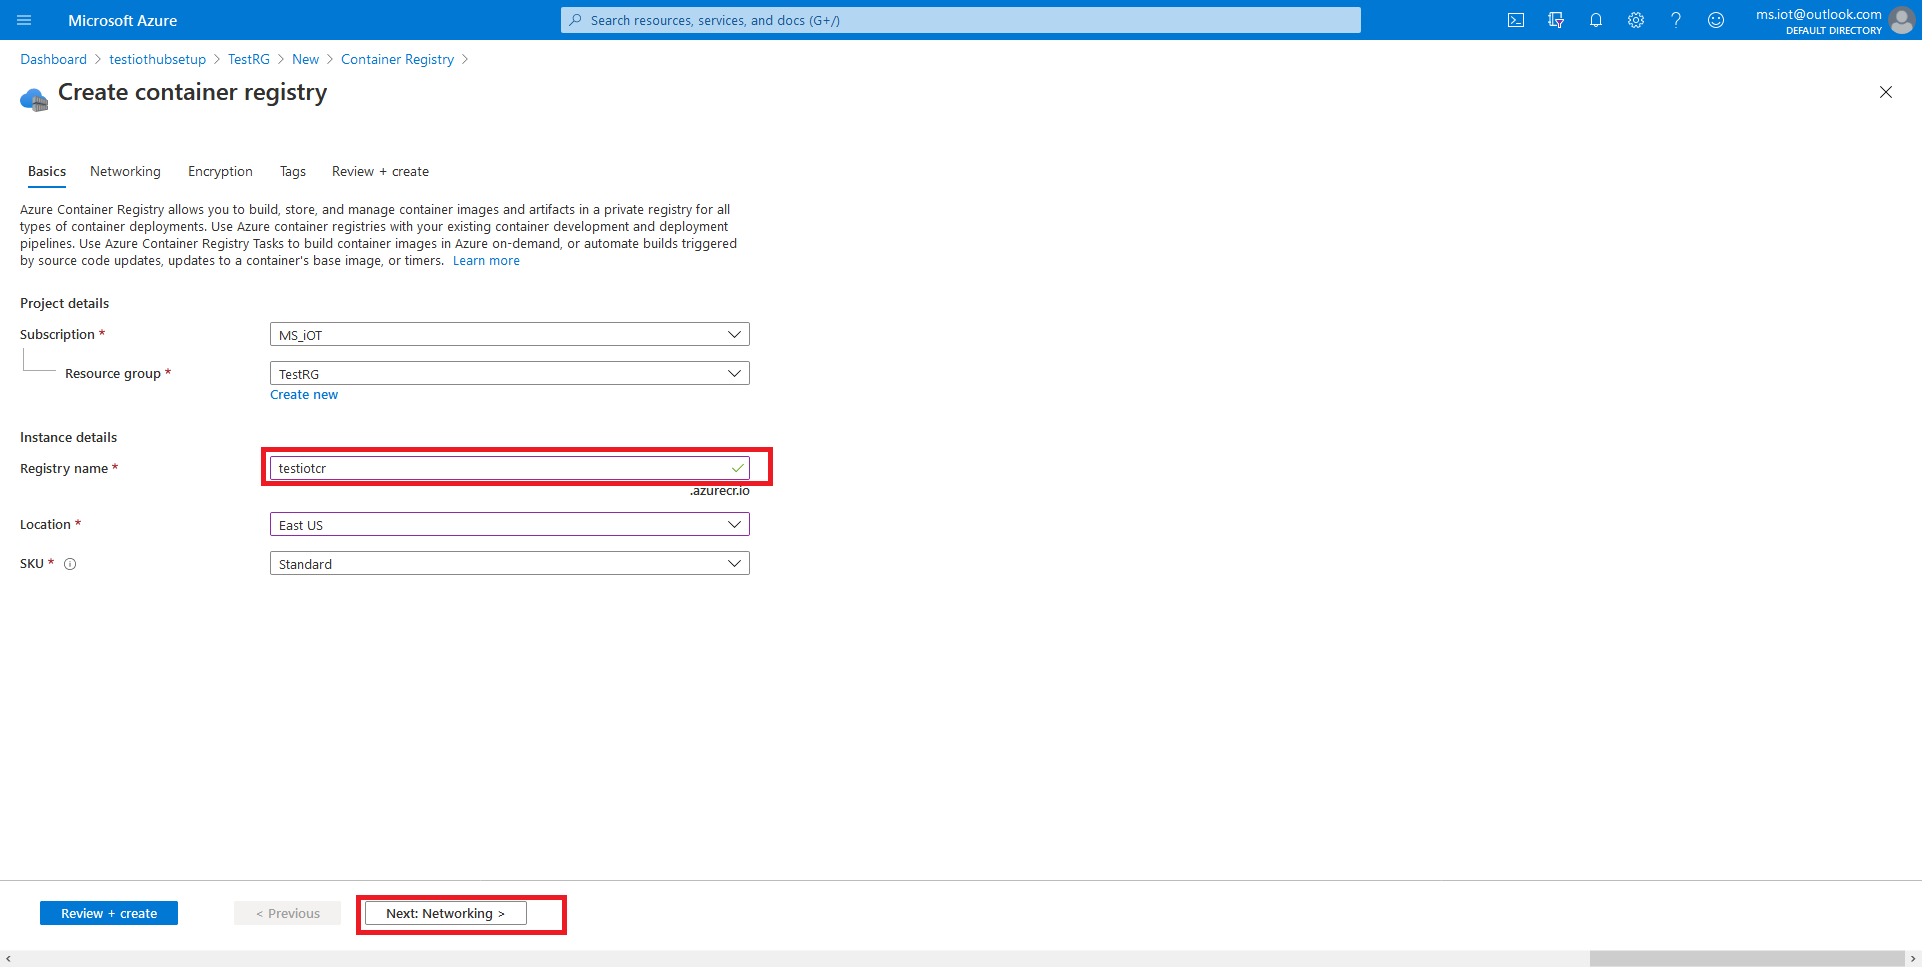 Microsoft Azure
Search resources, services, and docs (G+/)
ms.iot@outlook.com
DEFAULT DIRECTORY
Dashboard > testiothubsetup > TestRG > New > Container Registry >
Create container registry
Basics Networking Encryption Tags Review + create
Azure Container Registry allows you to build, store, and manage container images and artifacts in a private registry for all
types of container deployments. Use Azure container registries with your existing container development and deployment
pipelines. Use Azure Container Registry Tasks to build container images in Azure on-demand, or automate builds triggered
by source code updates, updates to a container's base image, or timers. Learn more
Project details
Subscription * MS_iOT
Resource group * TestRG
Create new
Instance details
Registry name * testiotcr
.azurecr.io
Location * East US
SKU * Standard
Review + create < Previous Next: Networking >